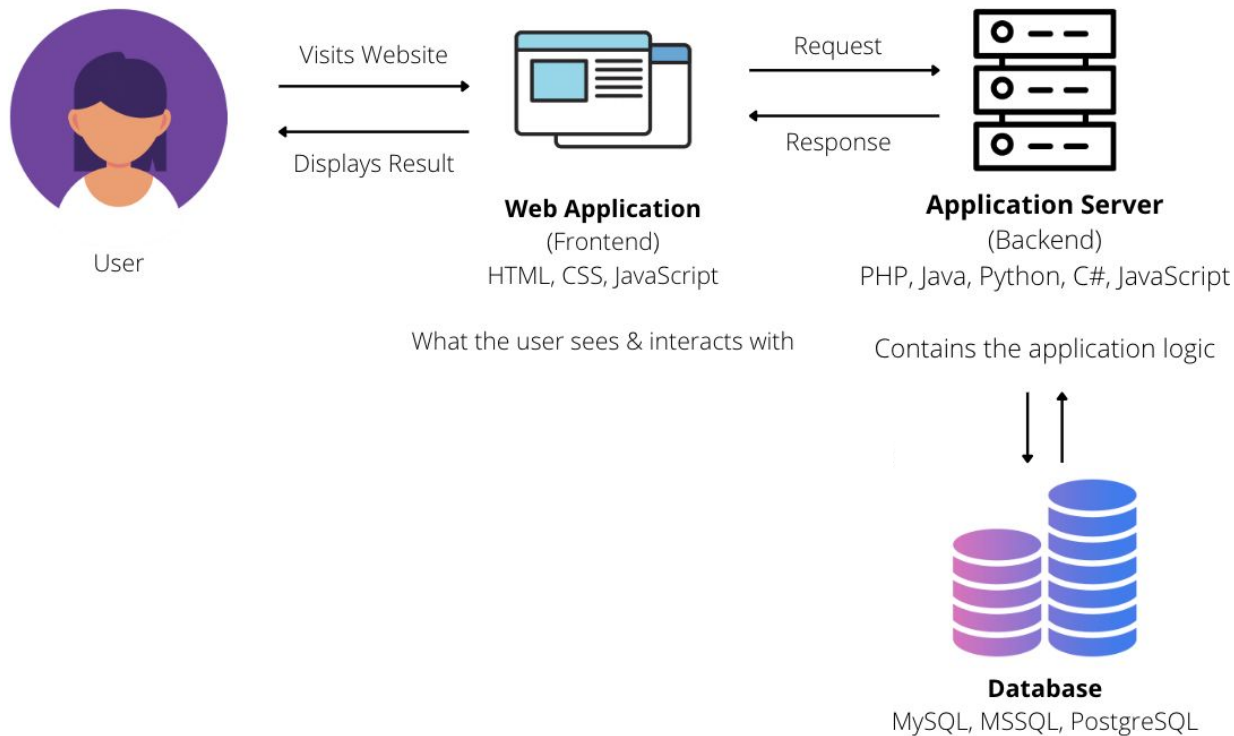 Visits Website
Displays Result
User
Web Application
(Frontend)
HTML, CSS, JavaScript
What the user sees & interacts with
Request
Response
Application Server
(Backend)
PHP, Java, Python, C#, JavaScript
Contains the application logic
Database
MySQL, MSSQL, PostgreSQL